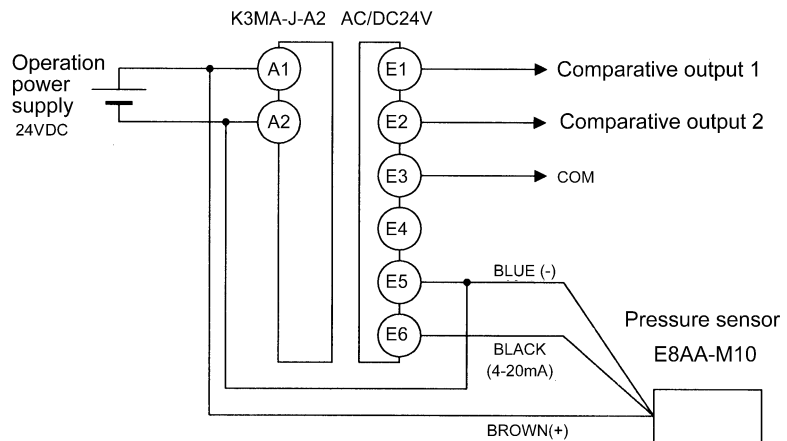 K3MA-J-A2 AC/DC24V
Operation
power
supply
24VDC
A1
A2
E1
E2
E3
E4
E5
E6
Comparative output 1
Comparative output 2
COM
BLUE (-)
BLACK
(4-20mA)
BROWN(+)
Pressure sensor
E8AA-M10